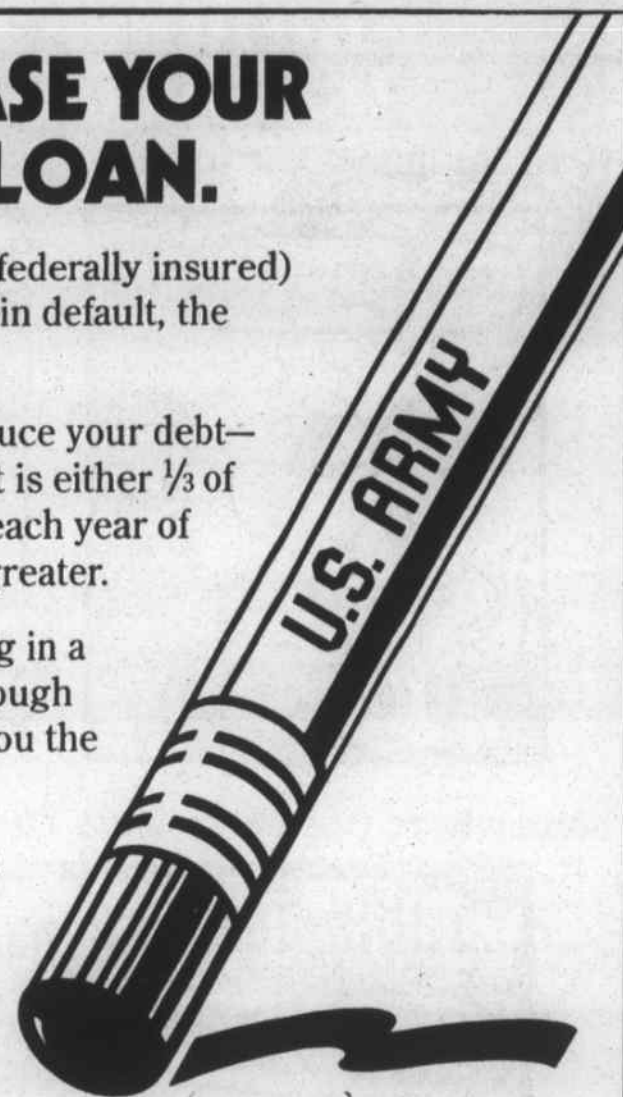 ASE YOUR
LOAN.
federally insured)
in default, the
uce your debt—
t is either ⅓ of
each year of
reater.
g in a
ough
ou the
U.S. ARMY